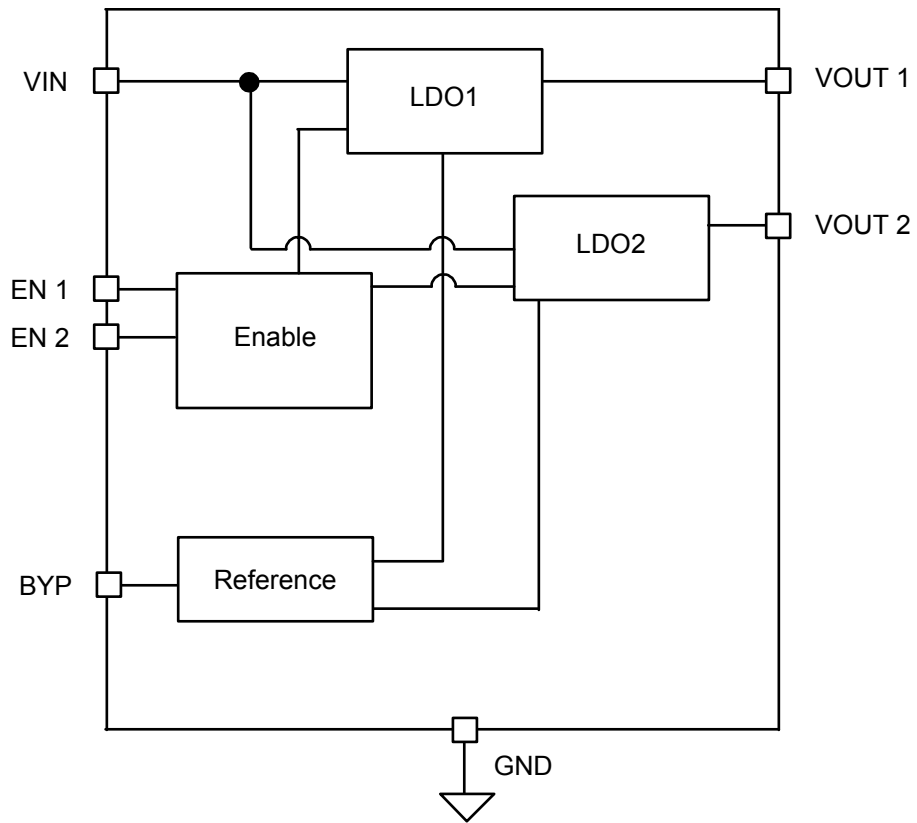 VIN
LDO1
VOUT 1
LDO2
VOUT 2
EN 1
EN 2
Enable
BYP
Reference
GND